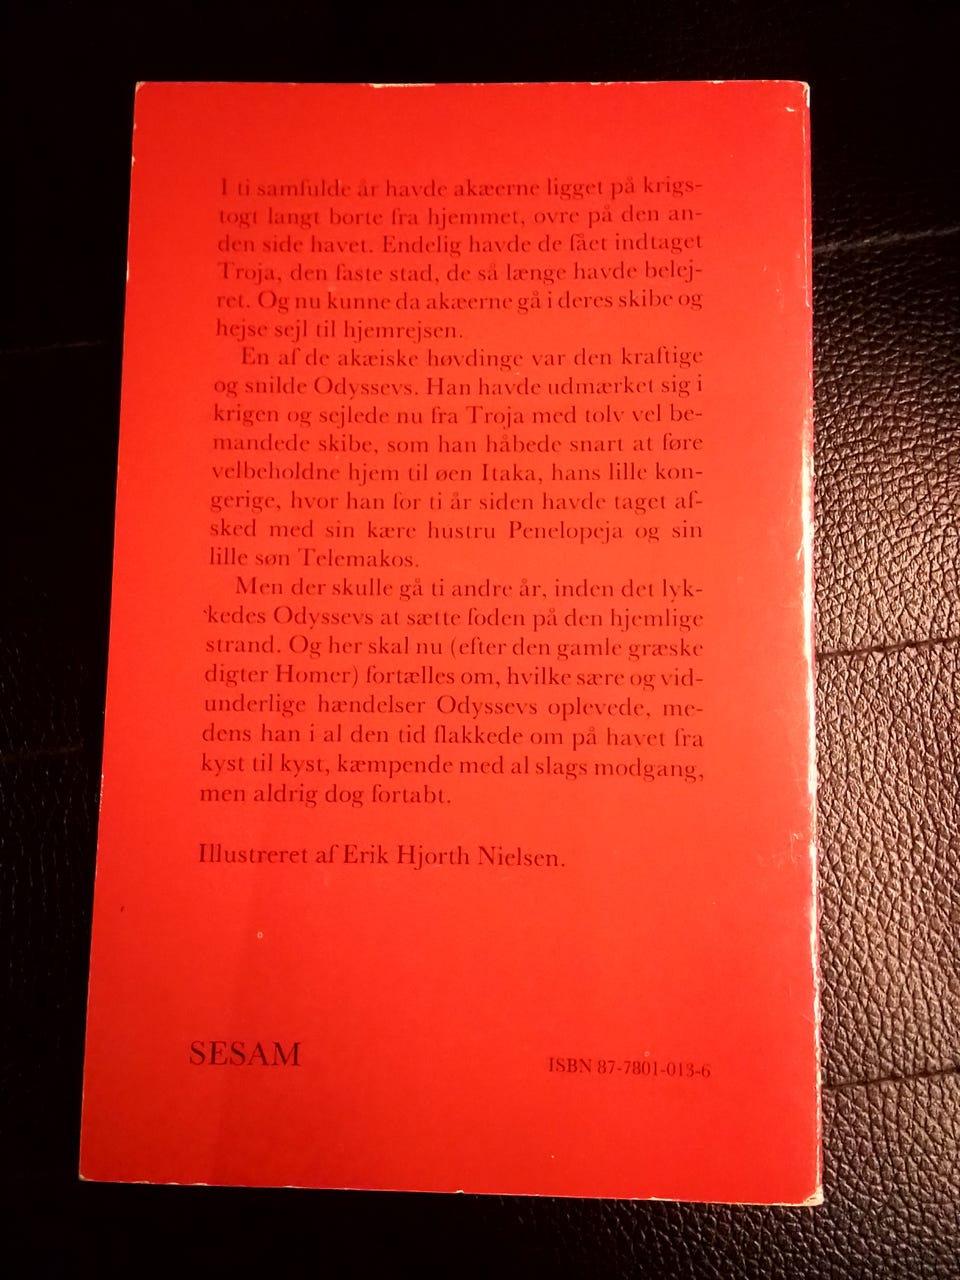 I ti samfulde år havde akæerne ligget på krigs-
togt langt borte fra hjemmet, ovre på den an-
den side havet. Endelig havde de fået indtaget
Troja, den faste stad, de så længe havde belej-
ret. Og nu kunne da akæerne gå i deres skibe og
hejse sejl til hjemrejsen.
En af de akæiske høvdinge var den kraftige
og snilde Odyssevs. Han havde udmærket sig i
krigen og sejlede nu fra Troja med tolv vel be-
mandede skibe, som han håbede snart at føre
velbeholdne hjem til øen Itaka, hans lille kon-
gerige, hvor han for ti år siden havde taget af-
sked med sin kære hustru Penelopeja og sin
lille søn Telemakos.
Men der skulle gå ti andre år, inden det lyk-
kedes Odyssevs at sætte foden på den hjemlige
strand. Og her skal nu (efter den gamle græske
digter Homer) fortælles om, hvilke sære og vid-
underlige hændelser Odyssevs oplevede, me-
dens han i al den tid flakkede om på havet fra
kyst til kyst, kæmpende med al slags modgang,
men aldrig dog fortabt.
Illustreret af Erik Hjorth Nielsen.
SESAM
ISBN 87-7801-013-6